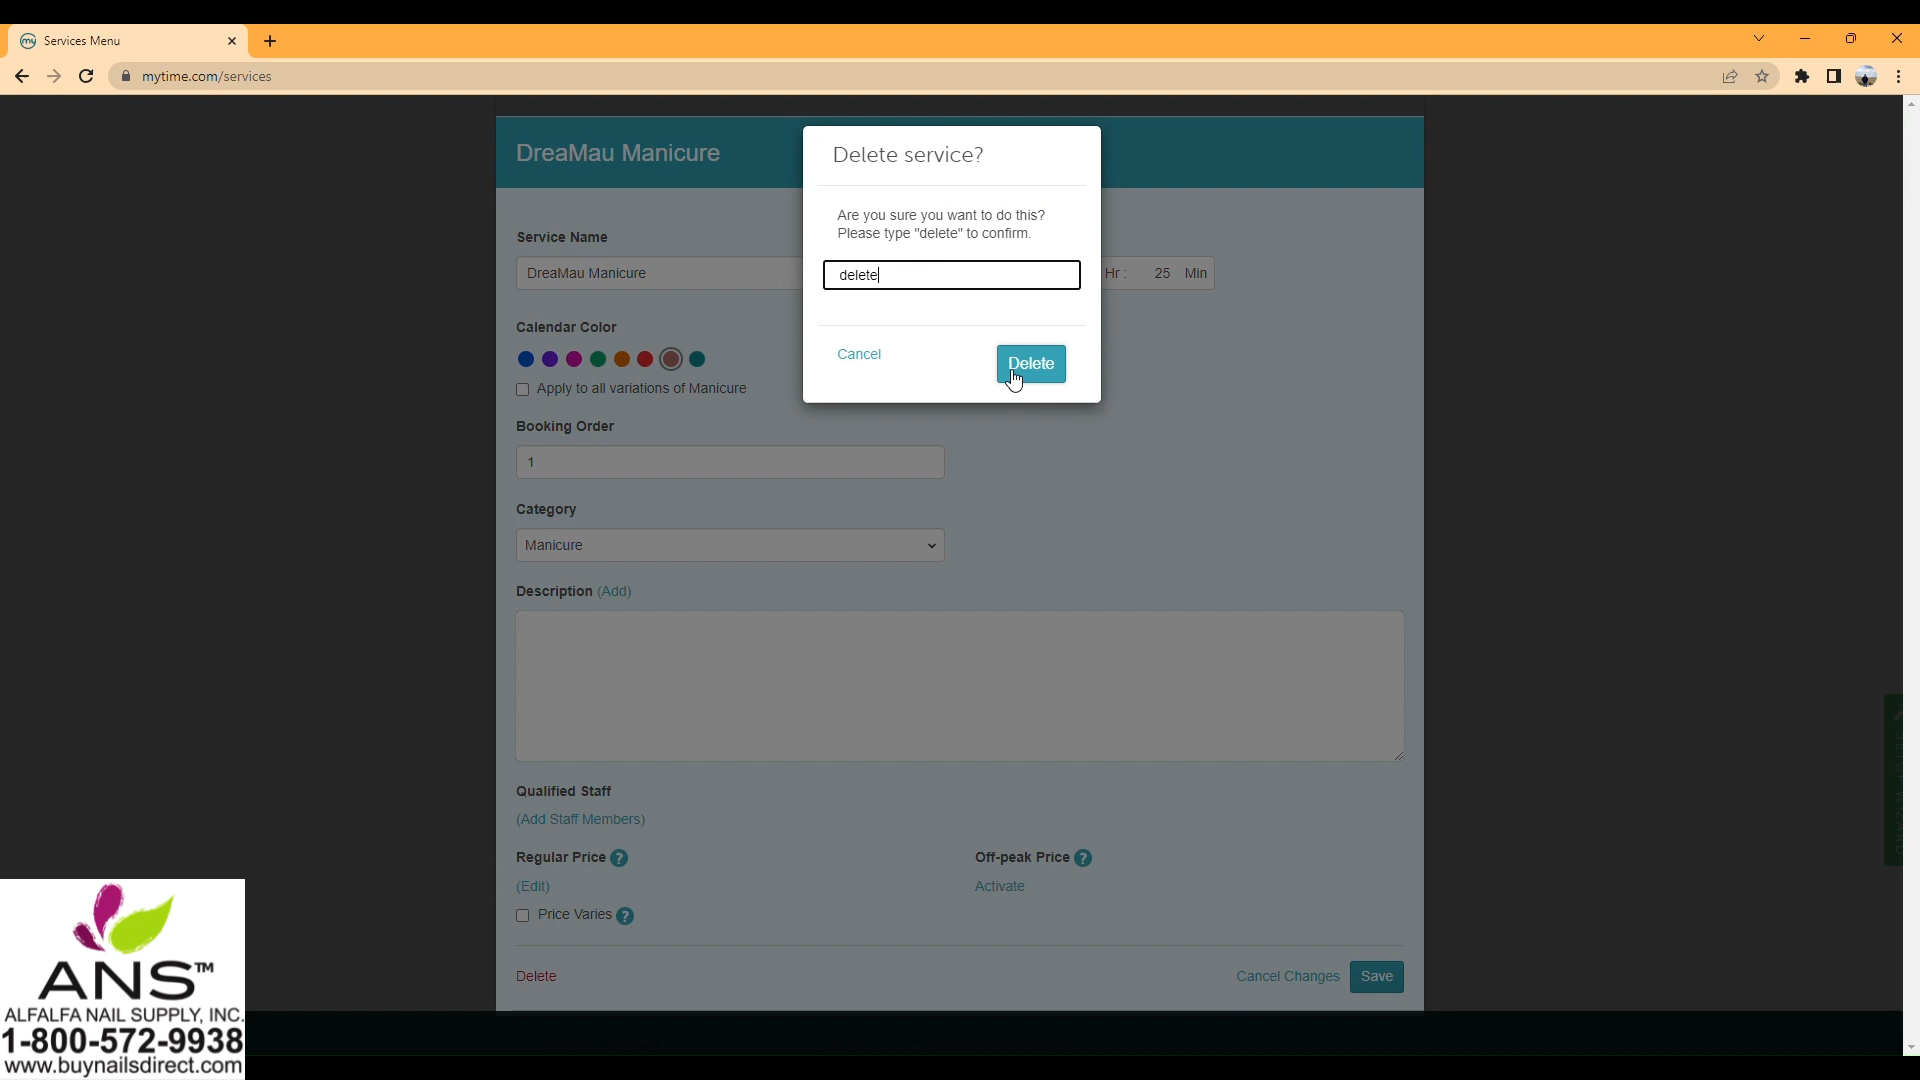 my Services Menu
mytime.com/services
DreaMau Manicure
Delete service?
Are you sure you want to do this?
Please type "delete" to confirm.
delete
Cancel
Delete
Service Name
DreaMau Manicure
Hr : 25 Min
Calendar Color
Apply to all variations of Manicure
Booking Order
1
Category
Manicure
Description (Add)
Qualified Staff
(Add Staff Members)
Regular Price ?
Off-peak Price ?
(Edit)
Activate
Price Varies ?
Delete
Cancel Changes
Save
ANS™
ALFALFA NAIL SUPPLY, INC.
1-800-572-9938
www.buynailsdirect.com